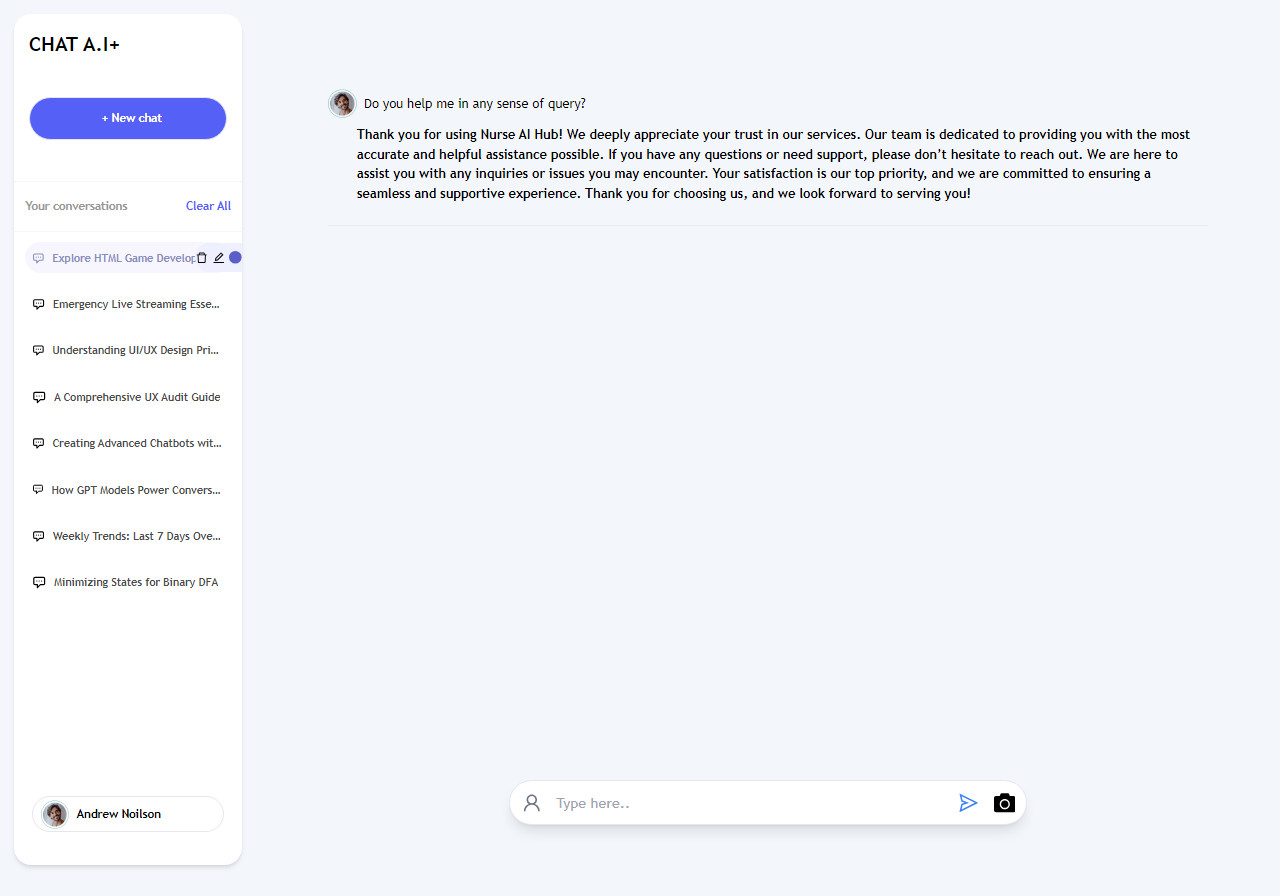 CHAT A.I+
+ New chat
Your conversations
Clear All
Explore HTML Game Develop
Emergency Live Streaming Esse...
Understanding UI/UX Design Pri...
A Comprehensive UX Audit Guide
Creating Advanced Chatbots wit...
How GPT Models Power Convers...
Weekly Trends: Last 7 Days Ove...
Minimizing States for Binary DFA
Andrew Noilson
Do you help me in any sense of query?
Thank you for using Nurse AI Hub! We deeply appreciate your trust in our services. Our team is dedicated to providing you with the most
accurate and helpful assistance possible. If you have any questions or need support, please don’t hesitate to reach out. We are here to
assist you with any inquiries or issues you may encounter. Your satisfaction is our top priority, and we are committed to ensuring a
seamless and supportive experience. Thank you for choosing us, and we look forward to serving you!
Type here..